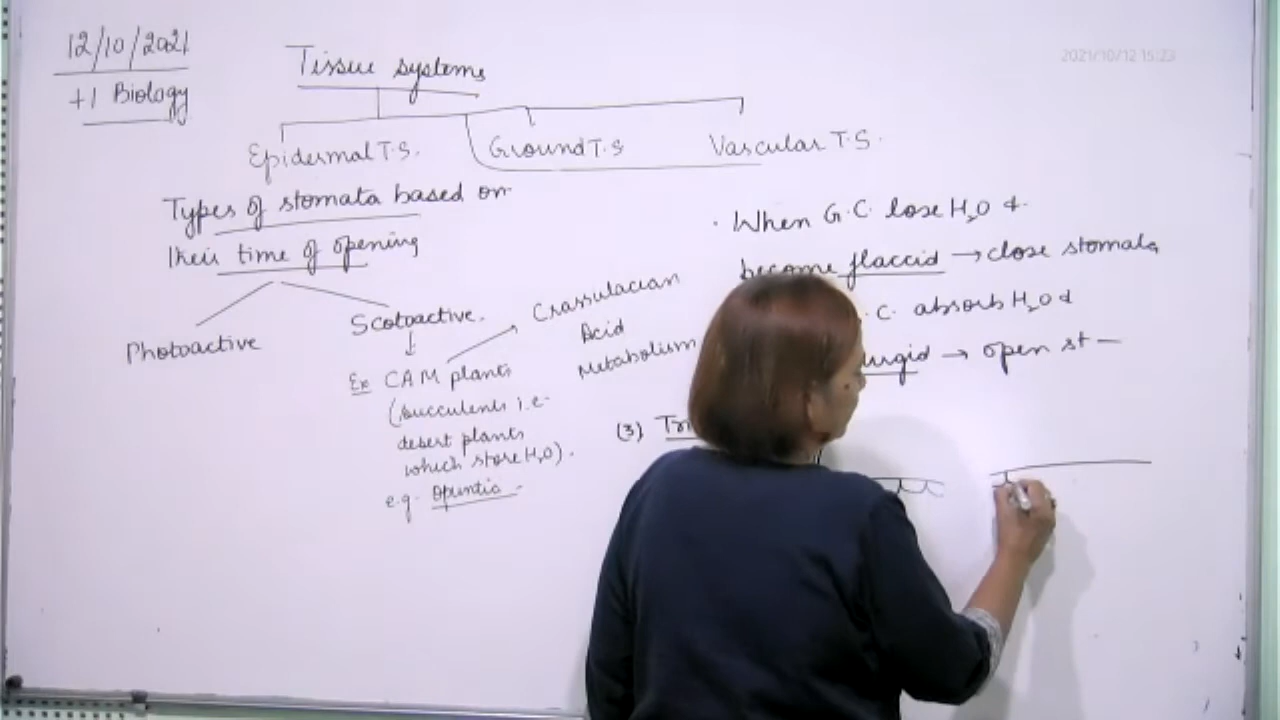 12/10/2021
+1 Biology
2021/10/12 15:23
Tissue systems
Epidermal T.S. Ground T.S Vascular T.S.
Types of stomata based on
their time of opening
Photoactive
Scotoactive.
Ex CAM plants
(succulents i.e-
desert plants
which store H2O).
e.g. Opuntia -
Crassulacian
Acid
Metabolism
· When G.C. lose H2O &
become flaccid → close stomata
.C. absorb H2O &
turgid → open st -
(3)